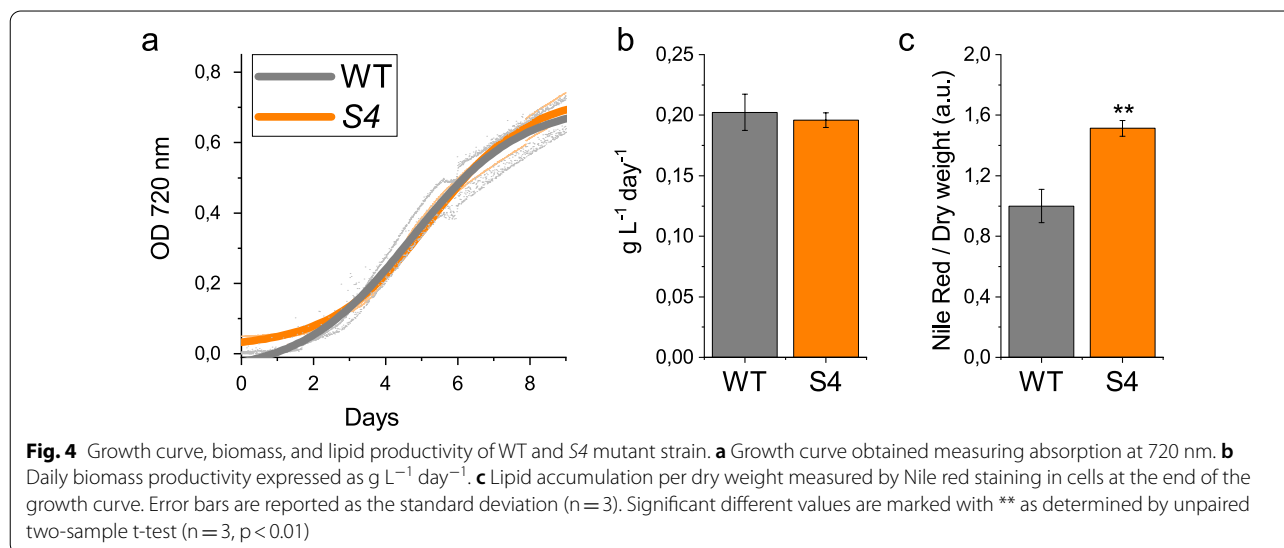 a
WT
S4
0,8
0,6
0,4
0,2
0,0
OD 720 nm
0 2 4 6 8
Days
b
0,25
0,20
0,15
0,10
0,05
0,00
g L⁻¹ day⁻¹
WT S4
c
2,0
1,6
1,2
0,8
0,4
0,0
Nile Red / Dry weight (a.u.)
**
WT S4
Fig. 4 Growth curve, biomass, and lipid productivity of WT and S4 mutant strain. a Growth curve obtained measuring absorption at 720 nm. b
Daily biomass productivity expressed as g L⁻¹ day⁻¹. c Lipid accumulation per dry weight measured by Nile red staining in cells at the end of the
growth curve. Error bars are reported as the standard deviation (n = 3). Significant different values are marked with ** as determined by unpaired
two-sample t-test (n = 3, p < 0.01)